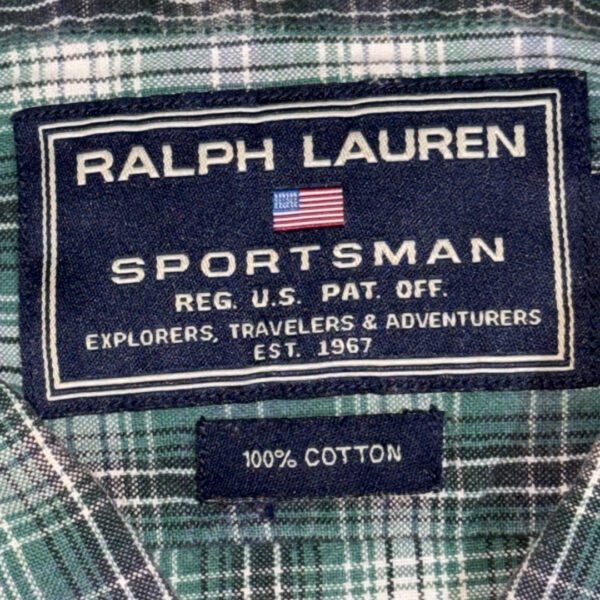 RALPH LAUREN
SPORTSMAN
REG. U.S. PAT. OFF.
EXPLORERS, TRAVELERS & ADVENTURERS
EST. 1967
100% COTTON